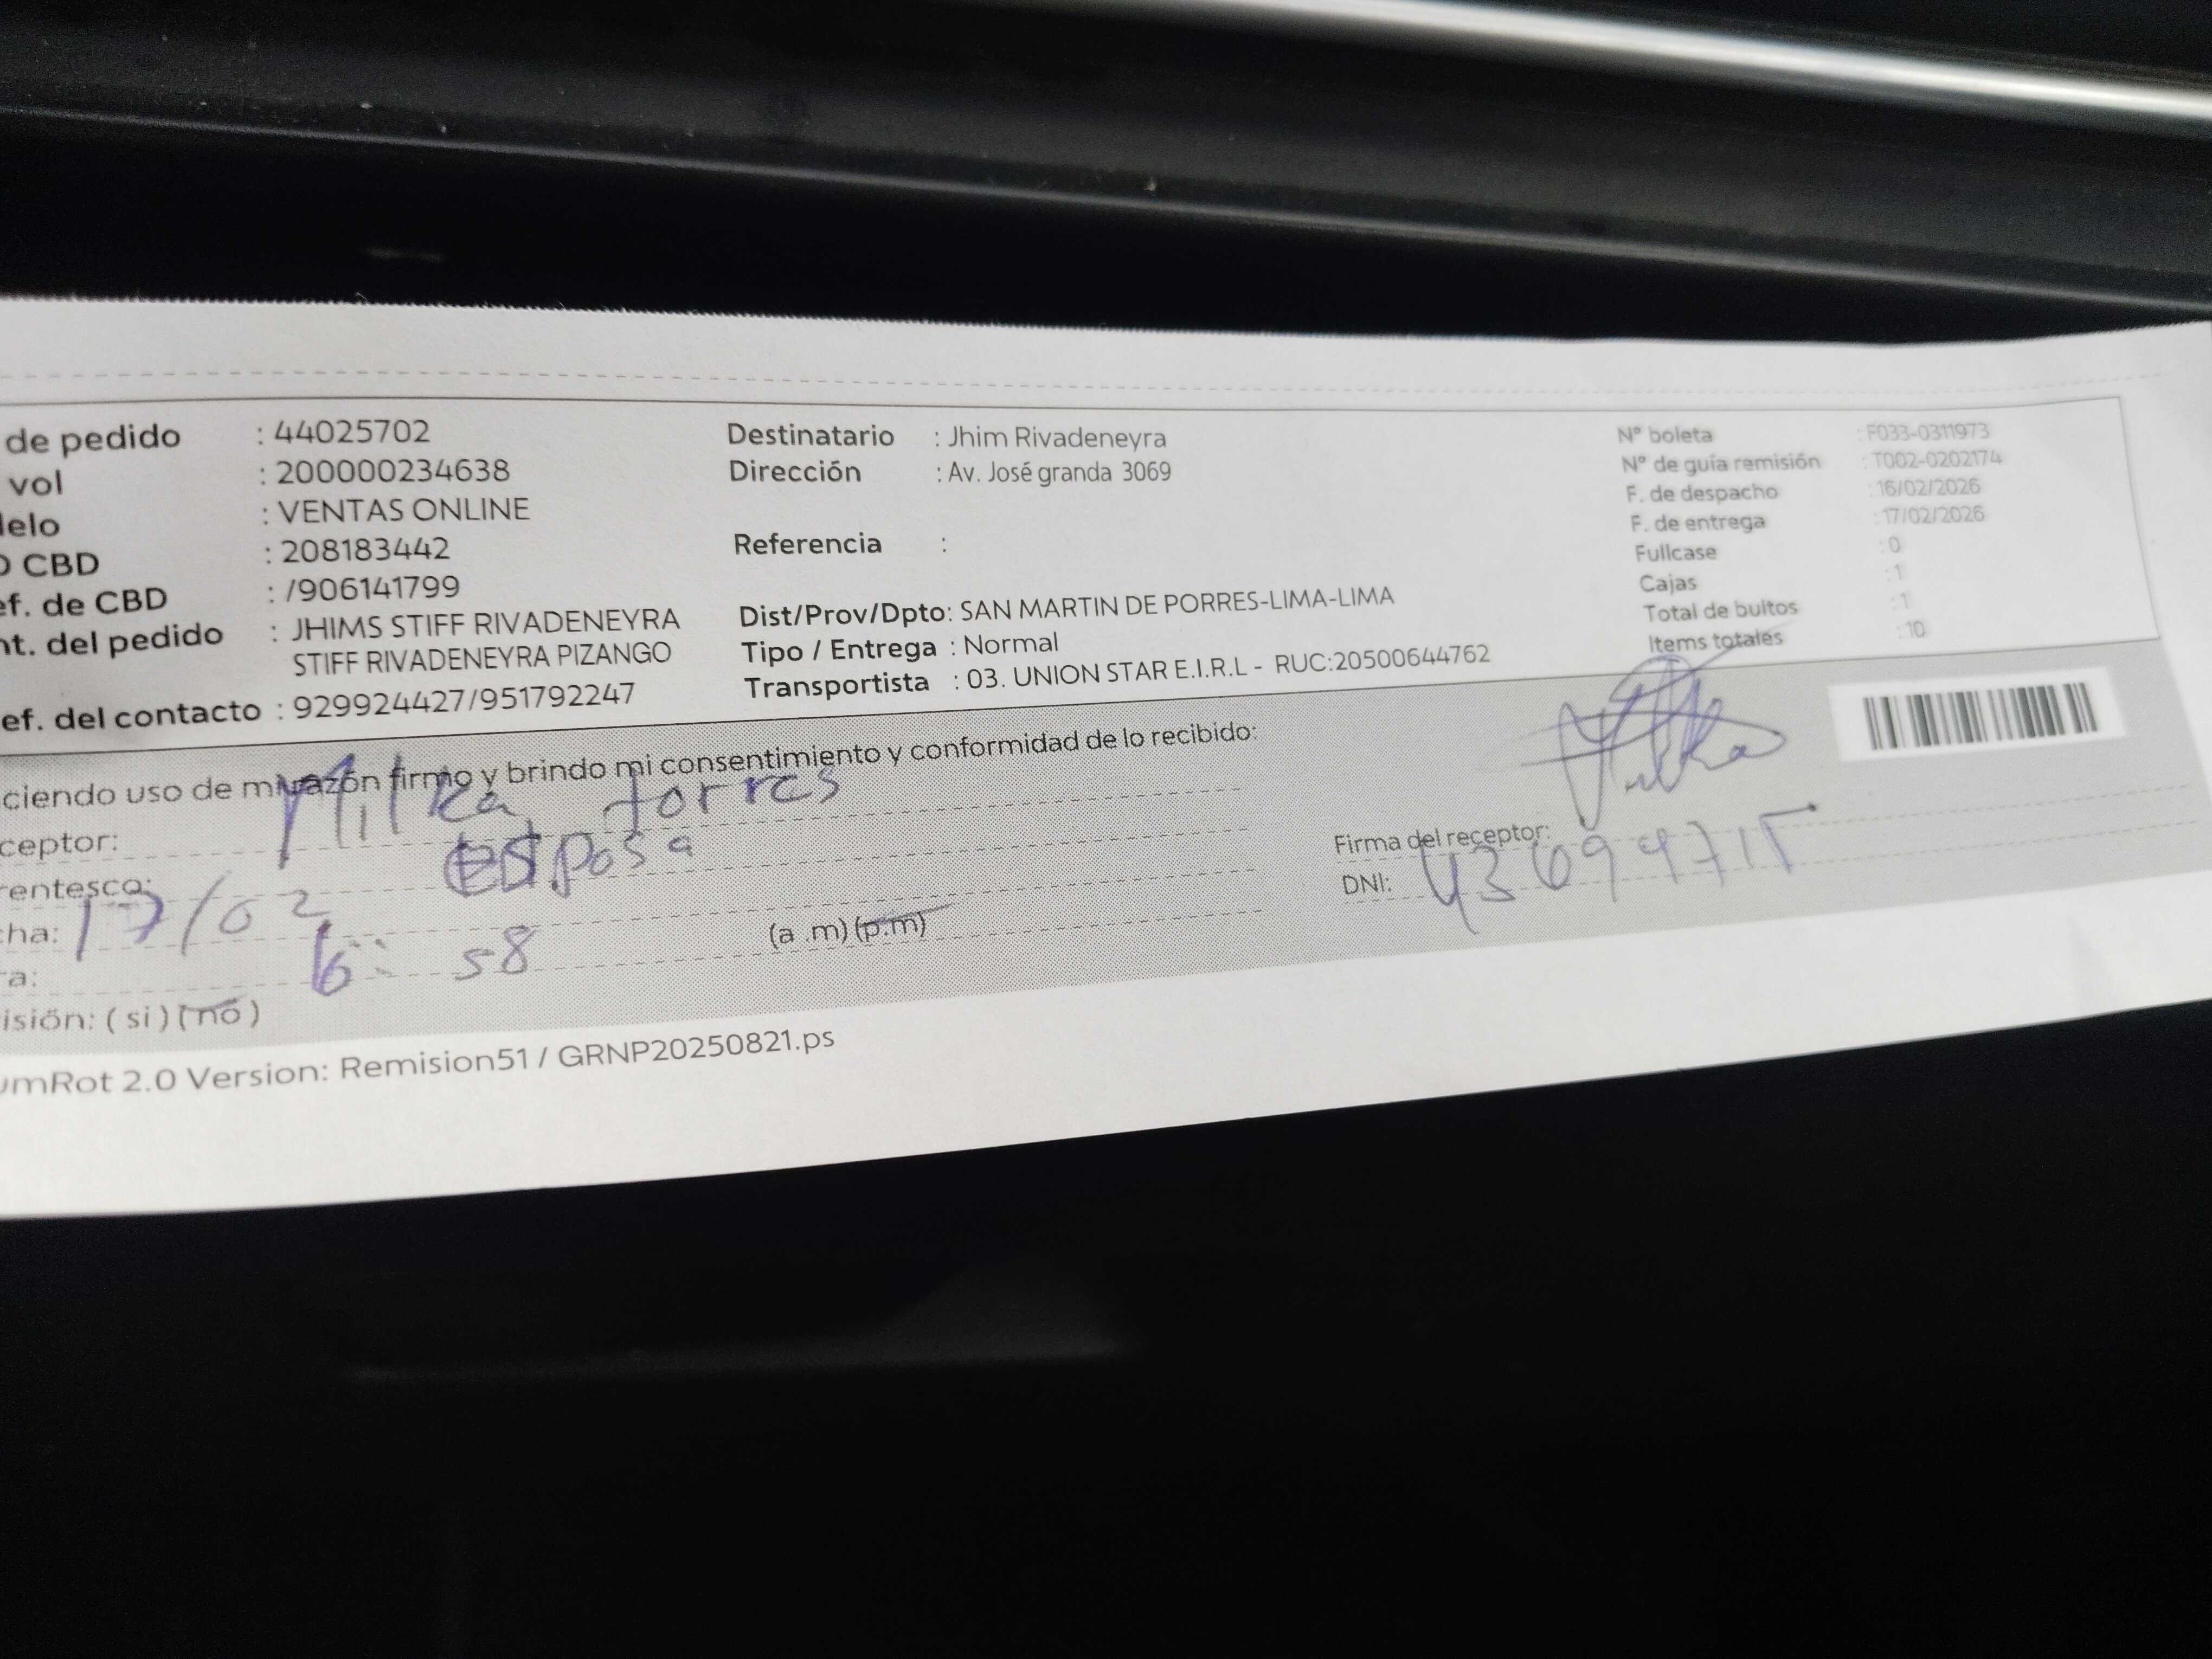 de pedido : 44025702
vol : 200000234638
delo : VENTAS ONLINE
CBD : 208183442
ef. de CBD : /906141799
nt. del pedido : JHIMS STIFF RIVADENEYRA
STIFF RIVADENEYRA PIZANGO
ef. del contacto : 929924427/951792247
Destinatario : Jhim Rivadeneyra
Dirección : Av. José granda 3069
Referencia :
Dist/Prov/Dpto: SAN MARTIN DE PORRES-LIMA-LIMA
Tipo / Entrega : Normal
Transportista : 03. UNION STAR E.I.R.L - RUC:20500644762
N° boleta : F033-0311973
N° de guía remisión : T002-0202174
F. de despacho : 16/02/2026
F. de entrega : 17/02/2026
Fullcase : 0
Cajas : 1
Total de bultos : 1
Items totales : 10
ciendo uso de mi razón firmo y brindo mi consentimiento y conformidad de lo recibido:
ceptor: Milka torres
rentesco: esposa
cha: 17/02
ra: 6: 58 (a .m) (p.m)
isión: ( si ) ( no )
Firma del receptor: Milka
DNI: 43699715
umRot 2.0 Version: Remision51 / GRNP20250821.ps